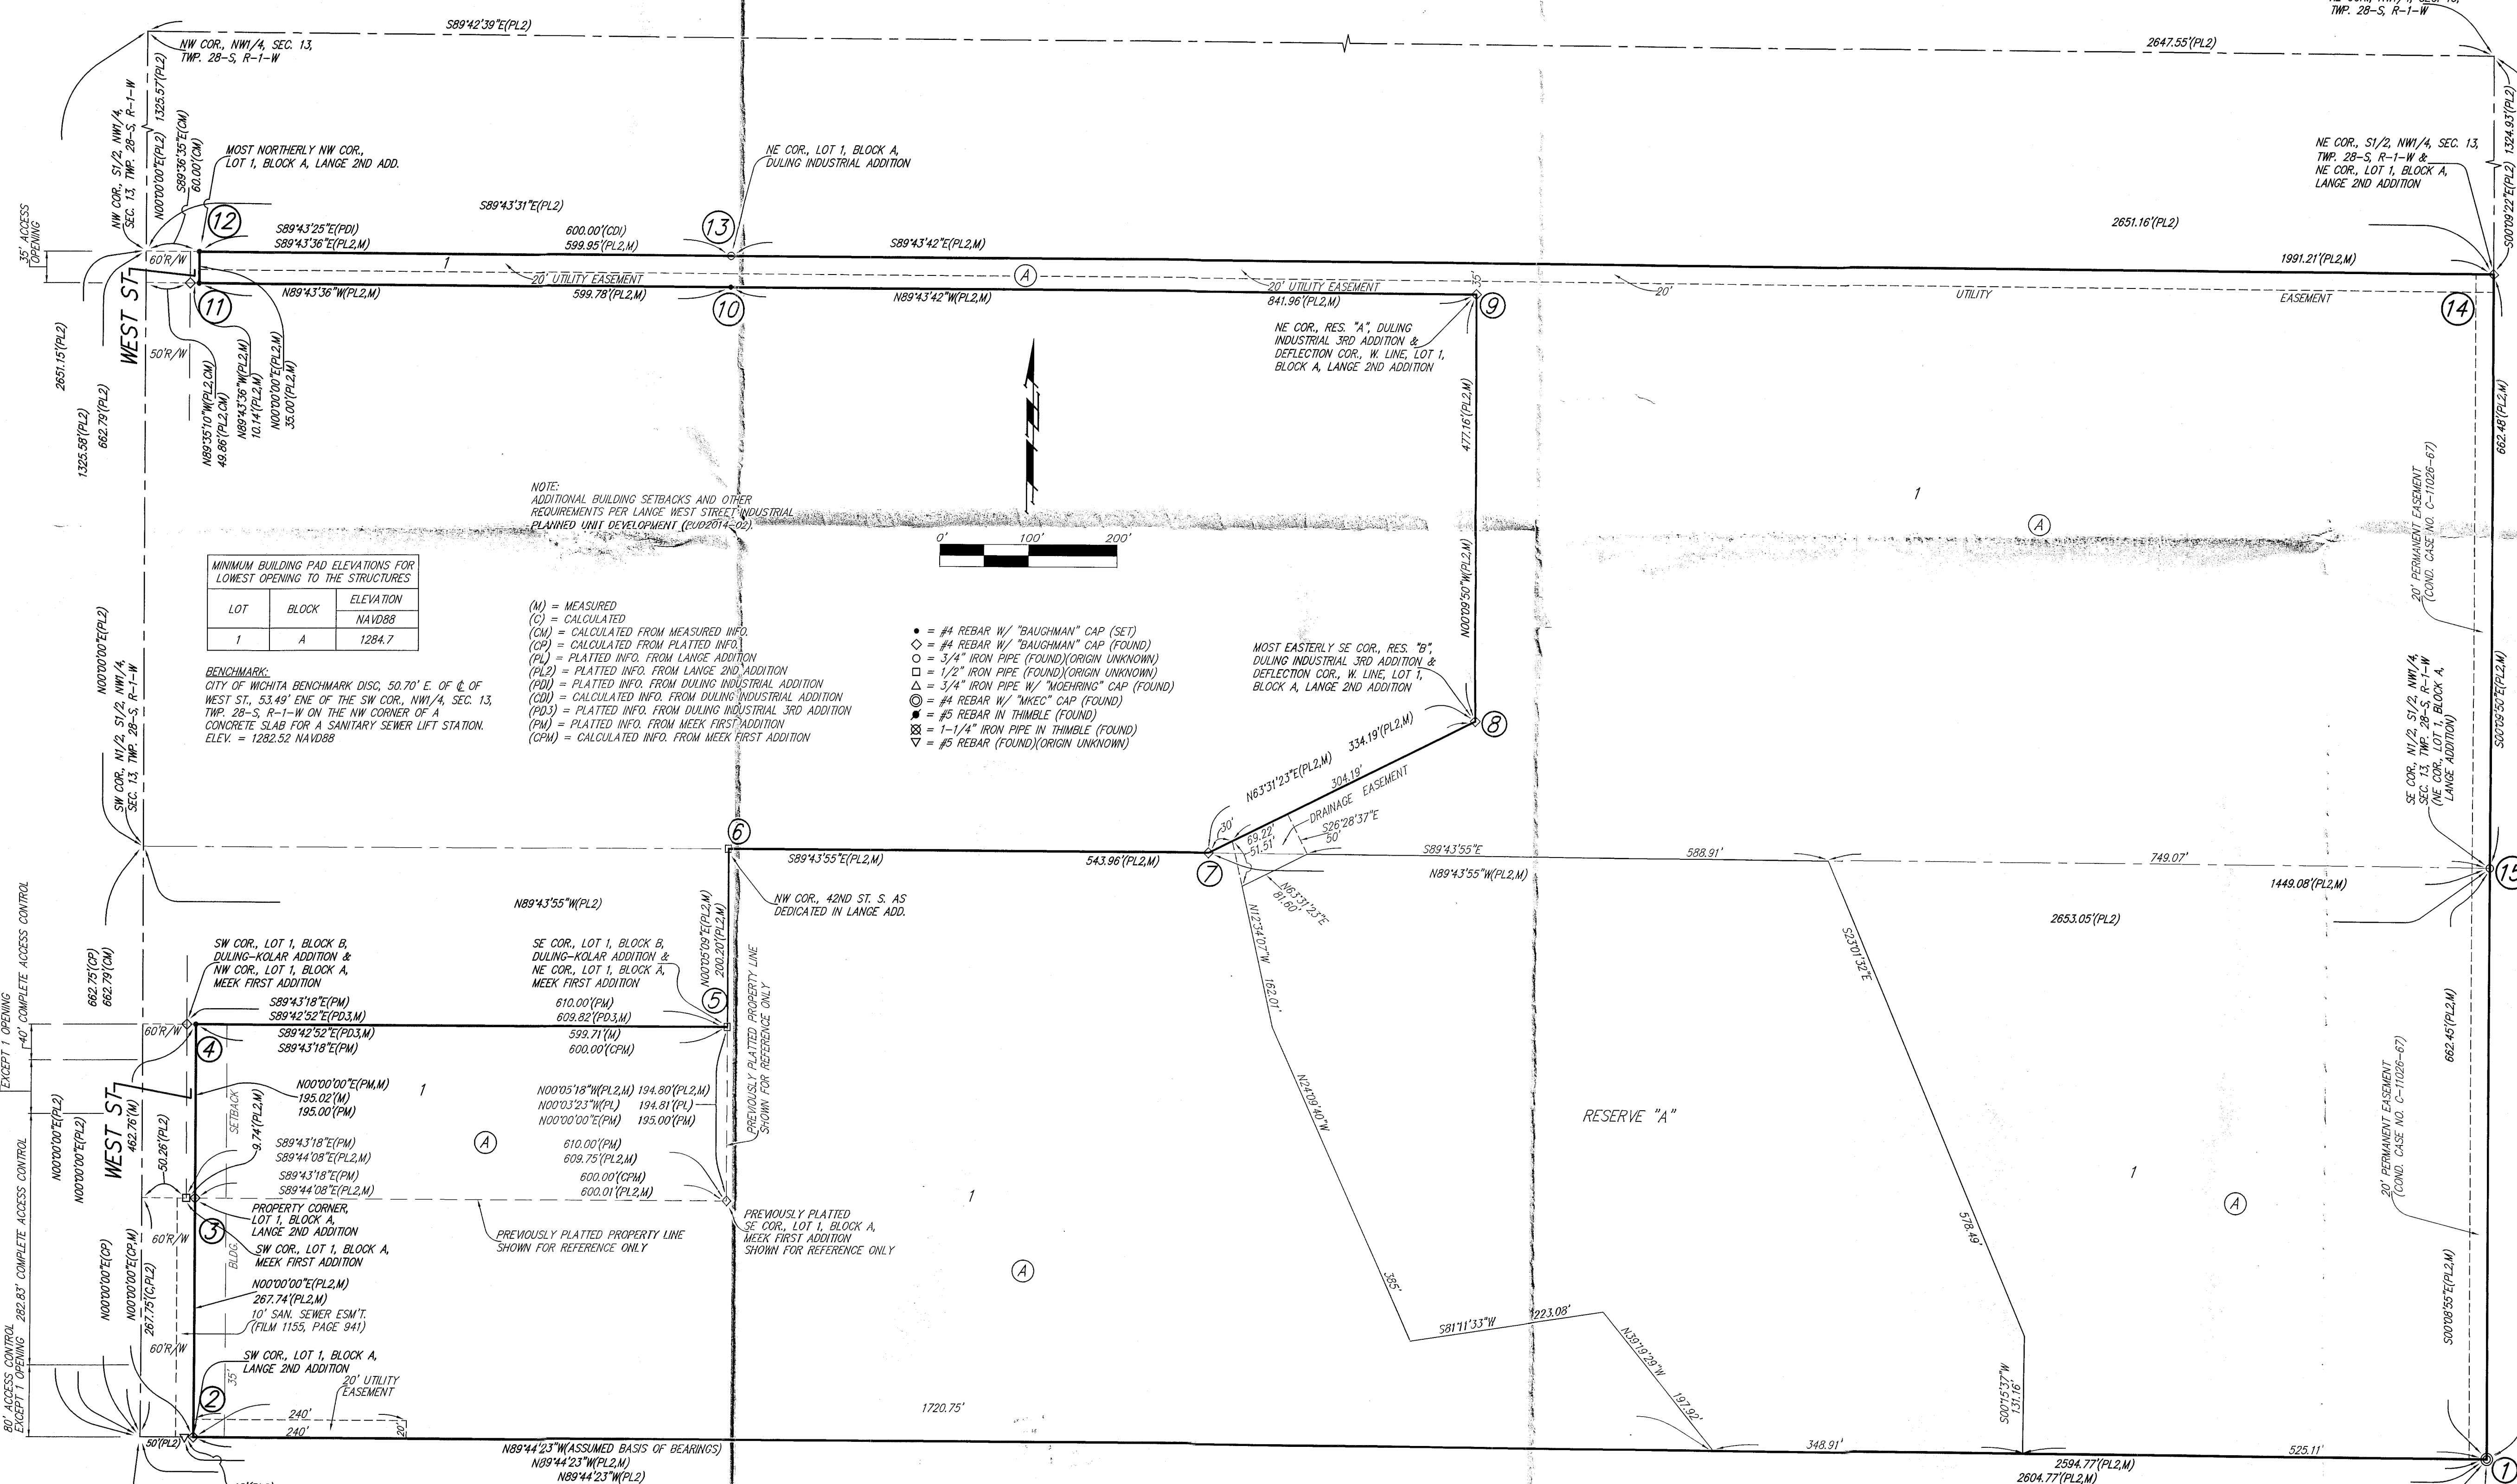 S89°42'39"E(PL2)
NW COR., NW1/4, SEC. 13,
TWP. 28-S, R-1-W
2647.55'(PL2)
TWP. 28-S, R-1-W
N00°00'00"E(PL2) 1325.57'(PL2)
S89°36'35"E(CM)
60.00'(CM)
NW COR., S1/2, NW1/4,
SEC. 13, TWP. 28-S, R-1-W
MOST NORTHERLY NW COR.,
LOT 1, BLOCK A, LANGE 2ND ADD.
NE COR., LOT 1, BLOCK A,
DULING INDUSTRIAL ADDITION
NE COR., S1/2, NW1/4, SEC. 13,
TWP. 28-S, R-1-W &
NE COR., LOT 1, BLOCK A,
LANGE 2ND ADDITION
S00°09'22"E(PL2) 1324.93'(PL2)
35' ACCESS
OPENING
12
S89°43'31"E(PL2)
13
S89°43'25"E(PDI)
S89°43'36"E(PL2,M)
600.00'(CDI)
599.95'(PL2,M)
S89°43'42"E(PL2,M)
2651.16'(PL2)
1991.21'(PL2,M)
60'R/W
1
20' UTILITY EASEMENT
A
20' UTILITY EASEMENT
35'
20'
UTILITY
EASEMENT
WEST ST
11
N89°43'36"W(PL2,M)
599.78'(PL2,M)
10
N89°43'42"W(PL2,M)
841.96'(PL2,M)
9
14
50'R/W
N89°35'10"W(PL2,CM)
49.86'(PL2,CM)
N89°43'36"W(PL2,M)
10.14'(PL2,M)
N00°00'00"E(PL2,M)
35.00'(PL2,M)
NE COR., RES. "A", DULING
INDUSTRIAL 3RD ADDITION &
DEFLECTION COR., W. LINE, LOT 1,
BLOCK A, LANGE 2ND ADDITION
2651.15'(PL2)
1325.58'(PL2)
662.79'(PL2)
477.16'(PL2,M)
N00°09'50"W(PL2,M)
662.48'(PL2,M)
S00°09'50"E(PL2,M)
NOTE:
ADDITIONAL BUILDING SETBACKS AND OTHER
REQUIREMENTS PER LANGE WEST STREET INDUSTRIAL
PLANNED UNIT DEVELOPMENT (PUD2014-02).
0' 100' 200'
1
A
20' PERMANENT EASEMENT
(COND. CASE NO. C-11026-67)
MINIMUM BUILDING PAD ELEVATIONS FOR
LOWEST OPENING TO THE STRUCTURES
LOT BLOCK ELEVATION
NAVD88
1 A 1284.7
BENCHMARK:
CITY OF WICHITA BENCHMARK DISC, 50.70' E. OF ℄ OF
WEST ST., 53.49' ENE OF THE SW COR., NW1/4, SEC. 13,
TWP. 28-S, R-1-W ON THE NW CORNER OF A
CONCRETE SLAB FOR A SANITARY SEWER LIFT STATION.
ELEV. = 1282.52 NAVD88
(M) = MEASURED
(C) = CALCULATED
(CM) = CALCULATED FROM MEASURED INFO.
(CP) = CALCULATED FROM PLATTED INFO.
(PL) = PLATTED INFO. FROM LANGE ADDITION
(PL2) = PLATTED INFO. FROM LANGE 2ND ADDITION
(PDI) = PLATTED INFO. FROM DULING INDUSTRIAL ADDITION
(CDI) = CALCULATED INFO. FROM DULING INDUSTRIAL ADDITION
(PD3) = PLATTED INFO. FROM DULING INDUSTRIAL 3RD ADDITION
(PM) = PLATTED INFO. FROM MEEK FIRST ADDITION
(CPM) = CALCULATED INFO. FROM MEEK FIRST ADDITION
● = #4 REBAR W/ "BAUGHMAN" CAP (SET)
◇ = #4 REBAR W/ "BAUGHMAN" CAP (FOUND)
○ = 3/4" IRON PIPE (FOUND)(ORIGIN UNKNOWN)
□ = 1/2" IRON PIPE (FOUND)(ORIGIN UNKNOWN)
△ = 3/4" IRON PIPE W/ "MOEHRING" CAP (FOUND)
◎ = #4 REBAR W/ "MKEC" CAP (FOUND)
= #5 REBAR IN THIMBLE (FOUND)
= 1-1/4" IRON PIPE IN THIMBLE (FOUND)
▽ = #5 REBAR (FOUND)(ORIGIN UNKNOWN)
MOST EASTERLY SE COR., RES. "B",
DULING INDUSTRIAL 3RD ADDITION &
DEFLECTION COR., W. LINE, LOT 1,
BLOCK A, LANGE 2ND ADDITION
8
N00°00'00"E(PL2)
SW COR., N1/2, S1/2, NW1/4,
SEC. 13, TWP. 28-S, R-1-W
SE COR., N1/2, S1/2, NW1/4,
SEC. 13, TWP. 28-S, R-1-W
(NE COR., LOT 1, BLOCK A,
LANGE ADDITION)
N63°31'23"E(PL2,M)
334.19'(PL2,M)
304.19'
DRAINAGE EASEMENT
30'
69.22'
51.51'
S26°28'37"E
50'
6
S89°43'55"E(PL2,M)
543.96'(PL2,M)
7
S89°43'55"E
588.91'
749.07'
N89°43'55"W(PL2,M)
1449.08'(PL2,M)
15
2653.05'(PL2)
N63°31'23"E
81.60'
NW COR., 42ND ST. S. AS
DEDICATED IN LANGE ADD.
N89°43'55"W(PL2)
N00°05'09"E(PL2,M)
200.20'(PL2,M)
PREVIOUSLY PLATTED PROPERTY LINE
SHOWN FOR REFERENCE ONLY
N12°34'07"W 162.01'
S23°01'32"E
578.49'
SW COR., LOT 1, BLOCK B,
DULING-KOLAR ADDITION &
NW COR., LOT 1, BLOCK A,
MEEK FIRST ADDITION
SE COR., LOT 1, BLOCK B,
DULING-KOLAR ADDITION &
NE COR., LOT 1, BLOCK A,
MEEK FIRST ADDITION
5
662.75'(CP)
662.79'(CM)
S89°43'18"E(PM)
S89°42'52"E(PD3,M)
610.00'(PM)
609.82'(PD3,M)
60'R/W
4
S89°42'52"E(PD3,M)
S89°43'18"E(PM)
599.71'(M)
600.00'(CPM)
EXCEPT 1 OPENING
40' COMPLETE ACCESS CONTROL
WEST ST
N00°00'00"E(PM,M)
195.02'(M)
195.00'(PM)
1
N00°05'18"W(PL2,M) 194.80'(PL2,M)
N00°03'23"W(PL) 194.81'(PL)
N00°00'00"E(PM) 195.00'(PM)
462.76'(M)
50.26'(PL2)
SETBACK
9.74'(PL2,M)
N00°00'00"E(PL2)
N00°00'00"E(PL2)
S89°43'18"E(PM)
S89°44'08"E(PL2,M)
A
610.00'(PM)
609.75'(PL2,M)
S89°43'18"E(PM)
S89°44'08"E(PL2,M)
600.00'(CPM)
600.01'(PL2,M)
PROPERTY CORNER,
LOT 1, BLOCK A,
LANGE 2ND ADDITION
3
SW COR., LOT 1, BLOCK A,
MEEK FIRST ADDITION
PREVIOUSLY PLATTED PROPERTY LINE
SHOWN FOR REFERENCE ONLY
PREVIOUSLY PLATTED
SE COR., LOT 1, BLOCK A,
MEEK FIRST ADDITION
SHOWN FOR REFERENCE ONLY
60'R/W
BLDG.
N00°00'00"E(PL2,M)
267.74'(PL2,M)
10' SAN. SEWER ESM'T.
(FILM 1155, PAGE 941)
60'R/W
N00°00'00"E(CP)
N00°00'00"E(CP,M)
267.75'(C,PL2)
282.83' COMPLETE ACCESS CONTROL
1
A
RESERVE "A"
1
A
N24°09'40"W
385'
S81°11'33"W
223.08'
N39°19'29"W 197.92'
S00°15'37"W
131.16'
20' PERMANENT EASEMENT
(COND. CASE NO. C-11026-67)
662.45'(PL2,M)
S00°08'55"E(PL2,M)
SW COR., LOT 1, BLOCK A,
LANGE 2ND ADDITION
2
35'
20' UTILITY
EASEMENT
80' ACCESS CONTROL
EXCEPT 1 OPENING
240'
240'
20'
50'(PL2)
1720.75'
348.91'
525.11'
N89°44'23"W(ASSUMED BASIS OF BEARINGS)
N89°44'23"W(PL2,M)
N89°44'23"W(PL2)
2594.77'(PL2,M)
2604.77'(PL2,M)
1